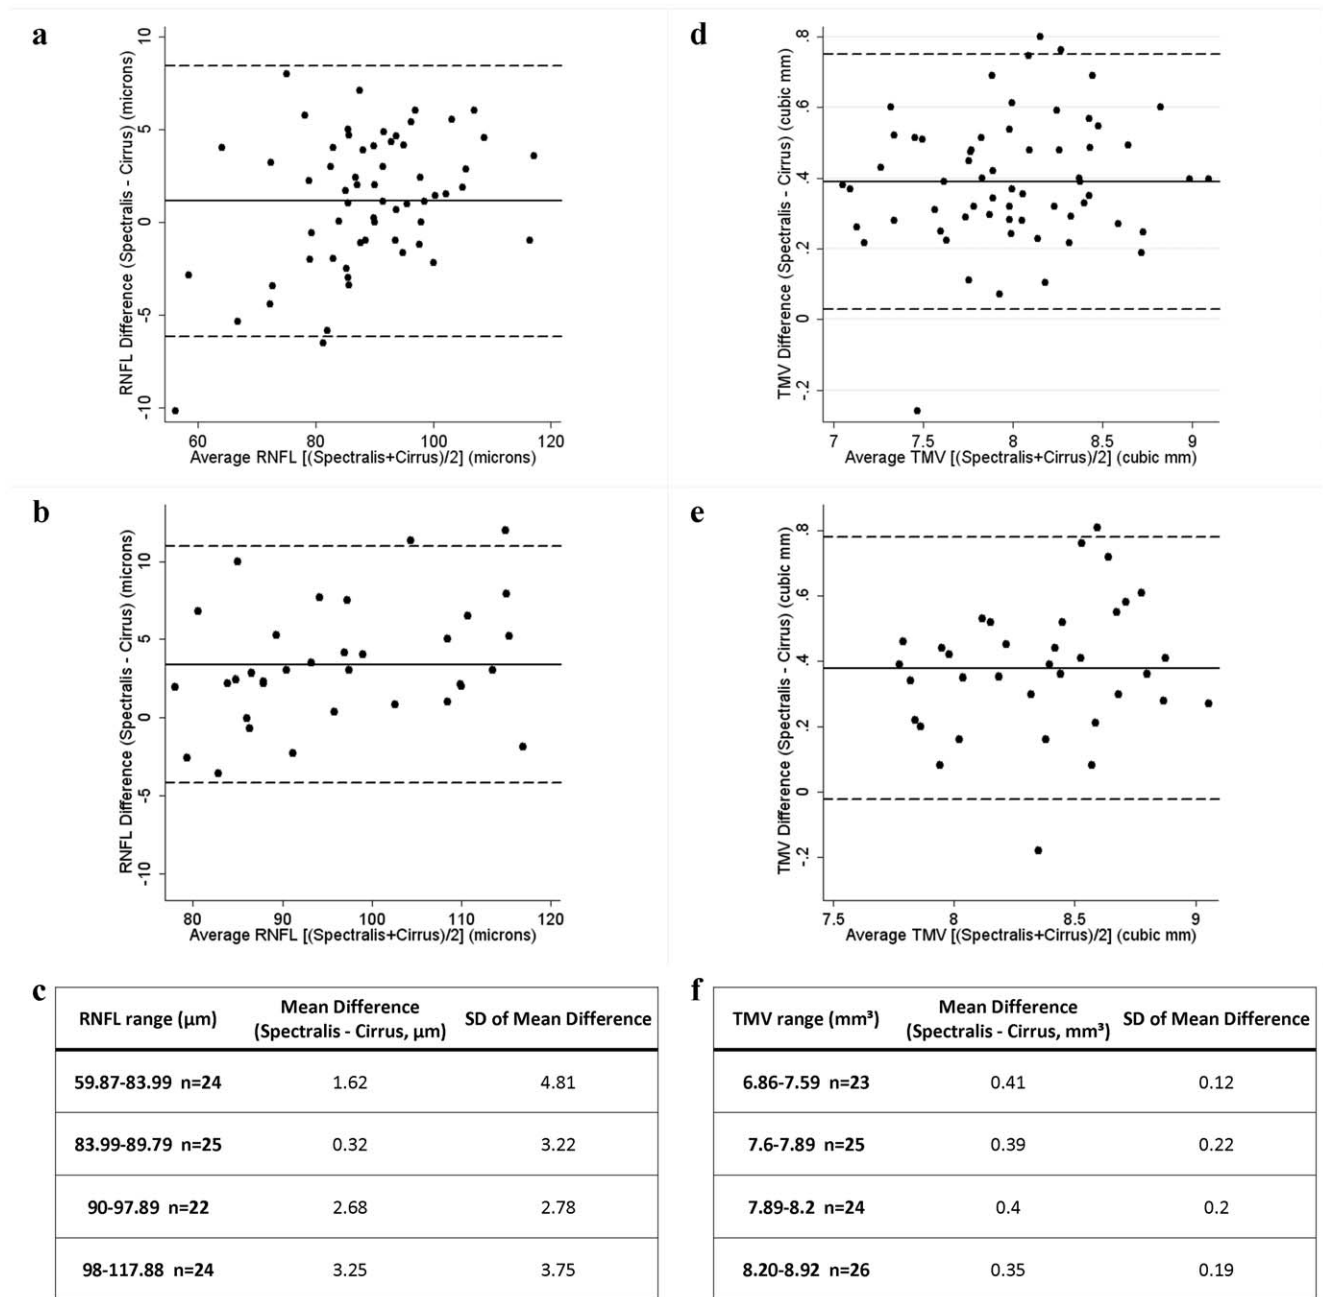 a
10
5
0
-5
-10
RNFL Difference (Spectralis - Cirrus) (microns)
60 80 100 120
Average RNFL [(Spectralis+Cirrus)/2] (microns)
d
.8
.6
.4
.2
0
-.2
TMV Difference (Spectralis - Cirrus) (cubic mm)
7 7.5 8 8.5 9
Average TMV [(Spectralis+Cirrus)/2] (cubic mm)
b
10
5
0
-5
-10
RNFL Difference (Spectralis - Cirrus) (microns)
80 90 100 110 120
Average RNFL [(Spectralis+Cirrus)/2] (microns)
e
.8
.6
.4
.2
0
-.2
TMV Difference (Spectralis - Cirrus) (cubic mm)
7.5 8 8.5 9
Average TMV [(Spectralis+Cirrus)/2] (cubic mm)
c
RNFL range (µm) Mean Difference (Spectralis - Cirrus, µm) SD of Mean Difference
59.87-83.99 n=24 1.62 4.81
83.99-89.79 n=25 0.32 3.22
90-97.89 n=22 2.68 2.78
98-117.88 n=24 3.25 3.75
f
TMV range (mm³) Mean Difference (Spectralis - Cirrus, mm³) SD of Mean Difference
6.86-7.59 n=23 0.41 0.12
7.6-7.89 n=25 0.39 0.22
7.89-8.2 n=24 0.4 0.2
8.20-8.92 n=26 0.35 0.19